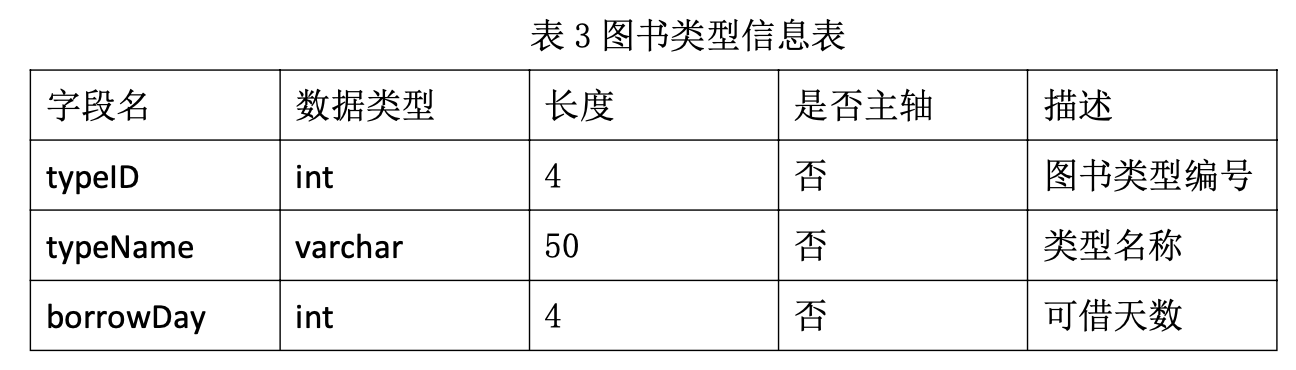 表 3 图书类型信息表
字段名 数据类型 长度 是否主轴 描述
typeID int 4 否 图书类型编号
typeName varchar 50 否 类型名称
borrowDay int 4 否 可借天数